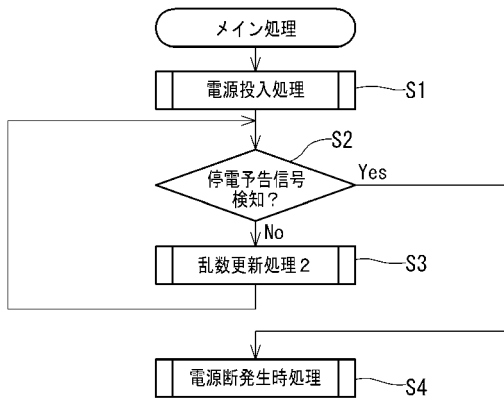 メイン処理
電源投入処理
S1
S2
停電予告信号
検知?
Yes
No
乱数更新処理2
S3
電源断発生時処理
S4